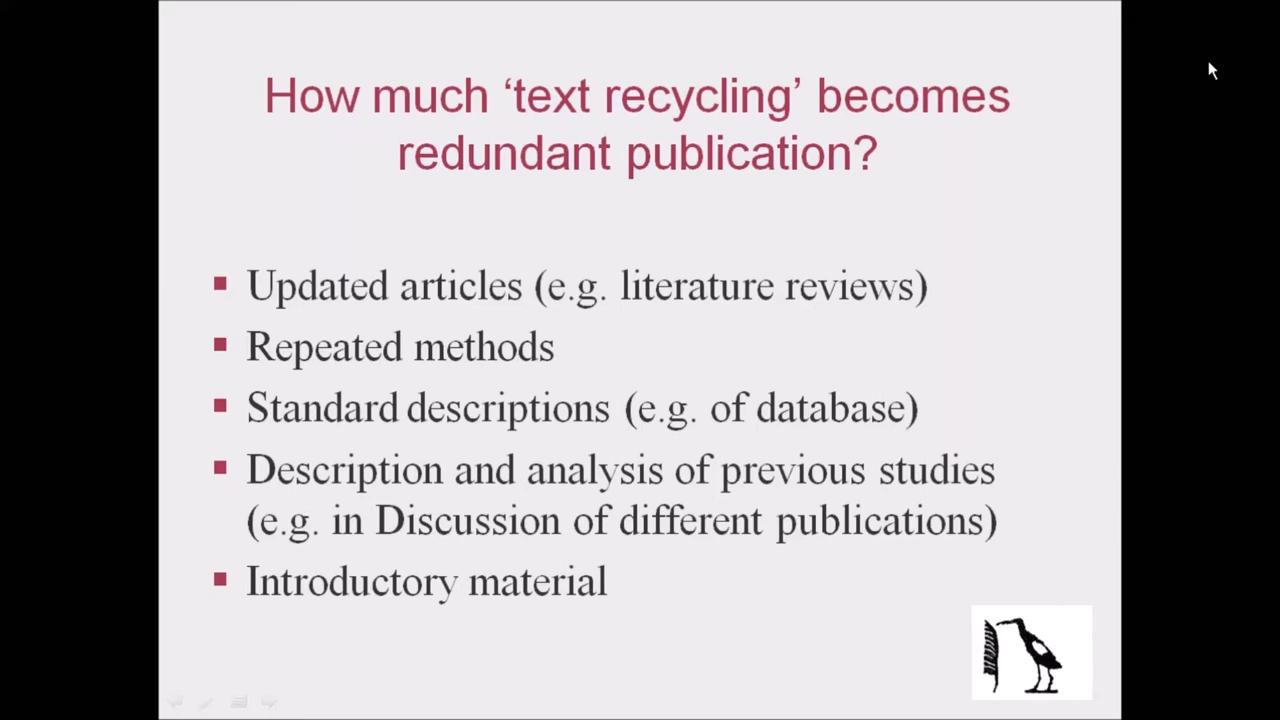 How much ‘text recycling’ becomes
redundant publication?
Updated articles (e.g. literature reviews)
Repeated methods
Standard descriptions (e.g. of database)
Description and analysis of previous studies
(e.g. in Discussion of different publications)
Introductory material